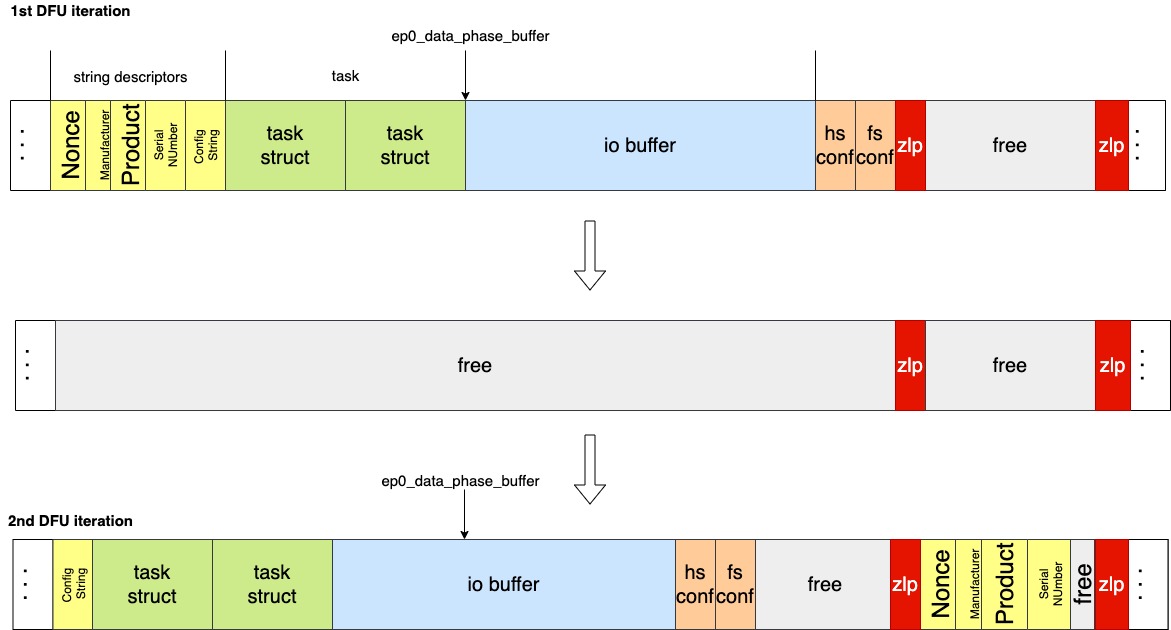 1st DFU iteration
ep0_data_phase_buffer
string descriptors
task
Nonce
Manufacturer
Product
Serial
NUmber
Config
String
task
struct
task
struct
io buffer
hs
conf
fs
conf
zlp
free
zlp
free
zlp
free
zlp
ep0_data_phase_buffer
2nd DFU iteration
Config
String
task
struct
task
struct
io buffer
hs
conf
fs
conf
free
zlp
Nonce
Manufacturer
Product
Serial
NUmber
free
zlp